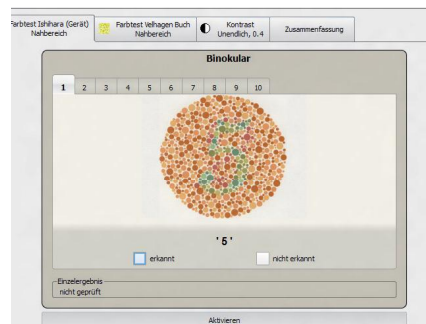 Farbtest Ishihara (Gerät)
Nahbereich
Farbtest Velhagen Buch
Nahbereich
Kontrast
Unendlich, 0.4
Zusammenfassung
Binokular
1 2 3 4 5 6 7 8 9 10
5
' 5 '
erkannt
nicht erkannt
Einzelergebnis
nicht geprüft
Aktivieren